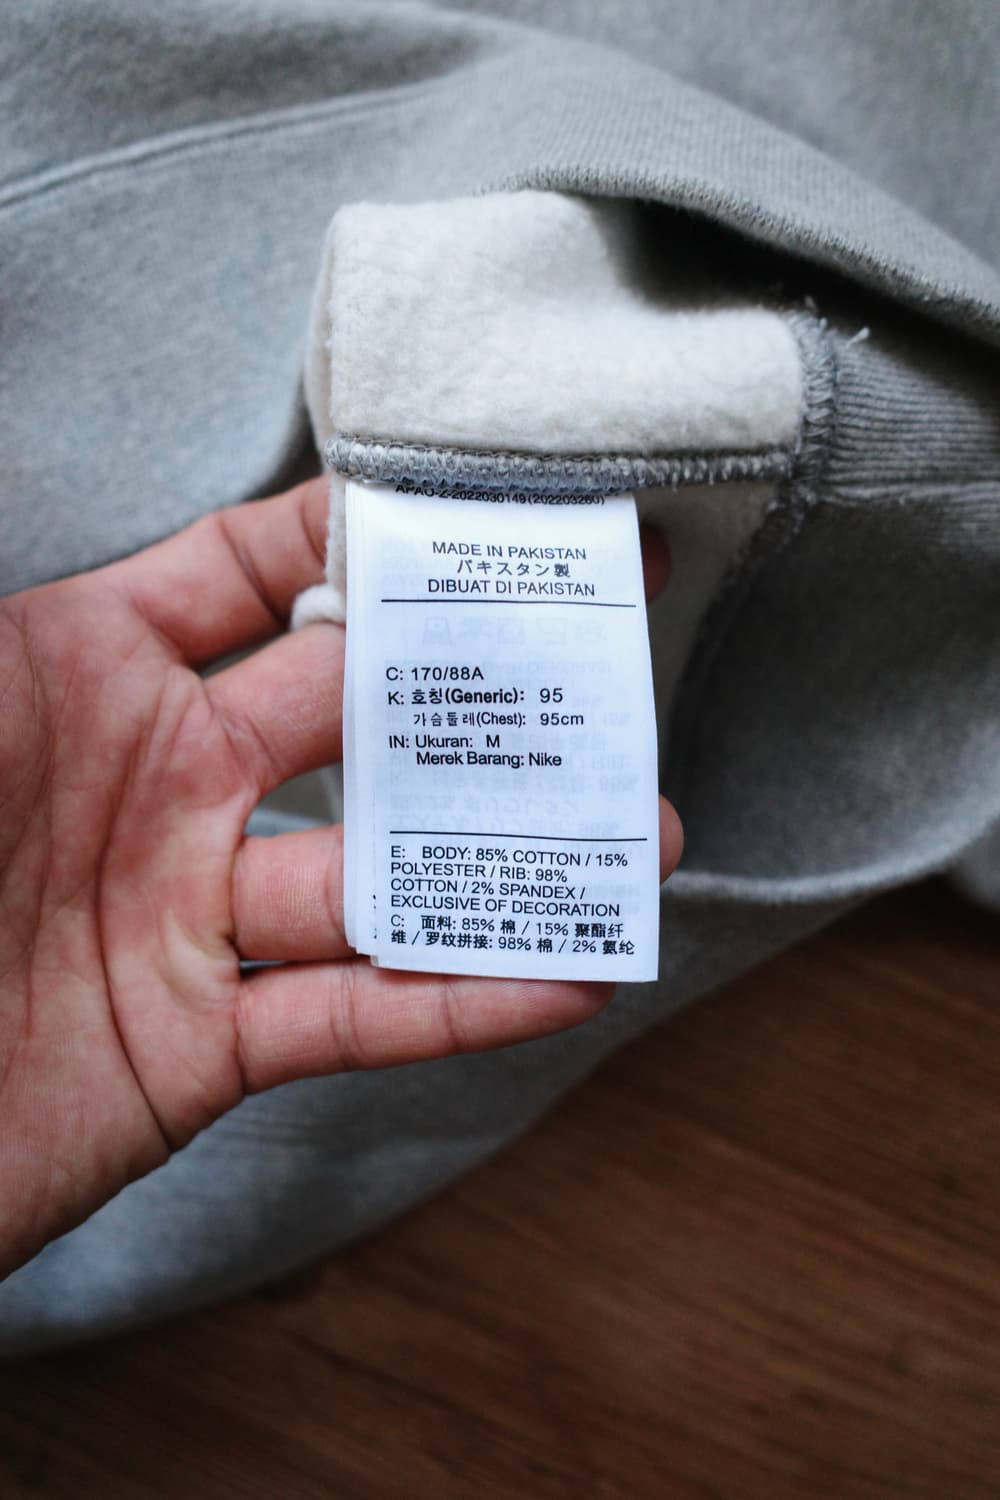 APAO-Z-2022030149(202203260)
MADE IN PAKISTAN
パキスタン製
DIBUAT DI PAKISTAN
C: 170/88A
K: 호칭(Generic): 95
가슴둘레(Chest): 95cm
IN: Ukuran: M
Merek Barang: Nike
E: BODY: 85% COTTON / 15%
POLYESTER / RIB: 98%
COTTON / 2% SPANDEX /
EXCLUSIVE OF DECORATION
C: 面料: 85% 棉 / 15% 聚酯纤
维 / 罗纹拼接: 98% 棉 / 2% 氨纶